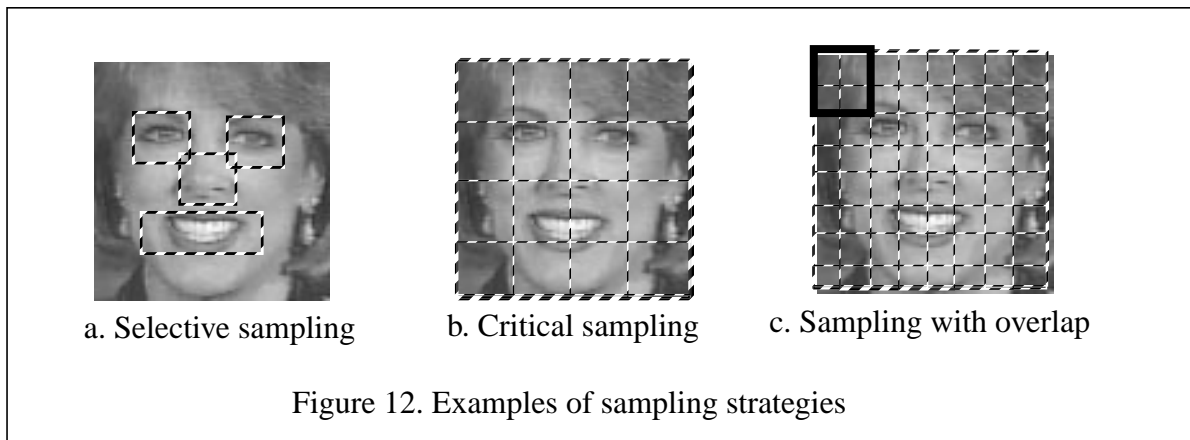 a. Selective sampling
b. Critical sampling
c. Sampling with overlap
Figure 12. Examples of sampling strategies